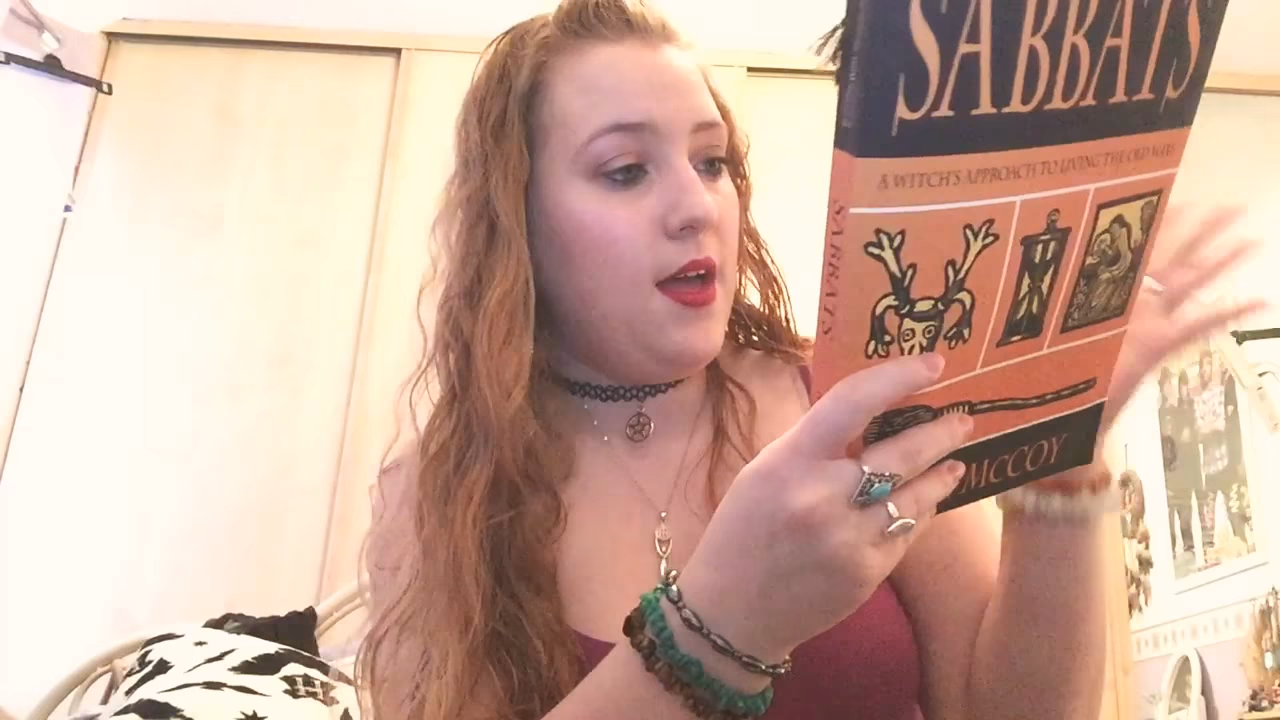 SABBATS
A WITCH'S APPROACH TO LIVING THE OLD WAYS
SABBATS
MCCOY